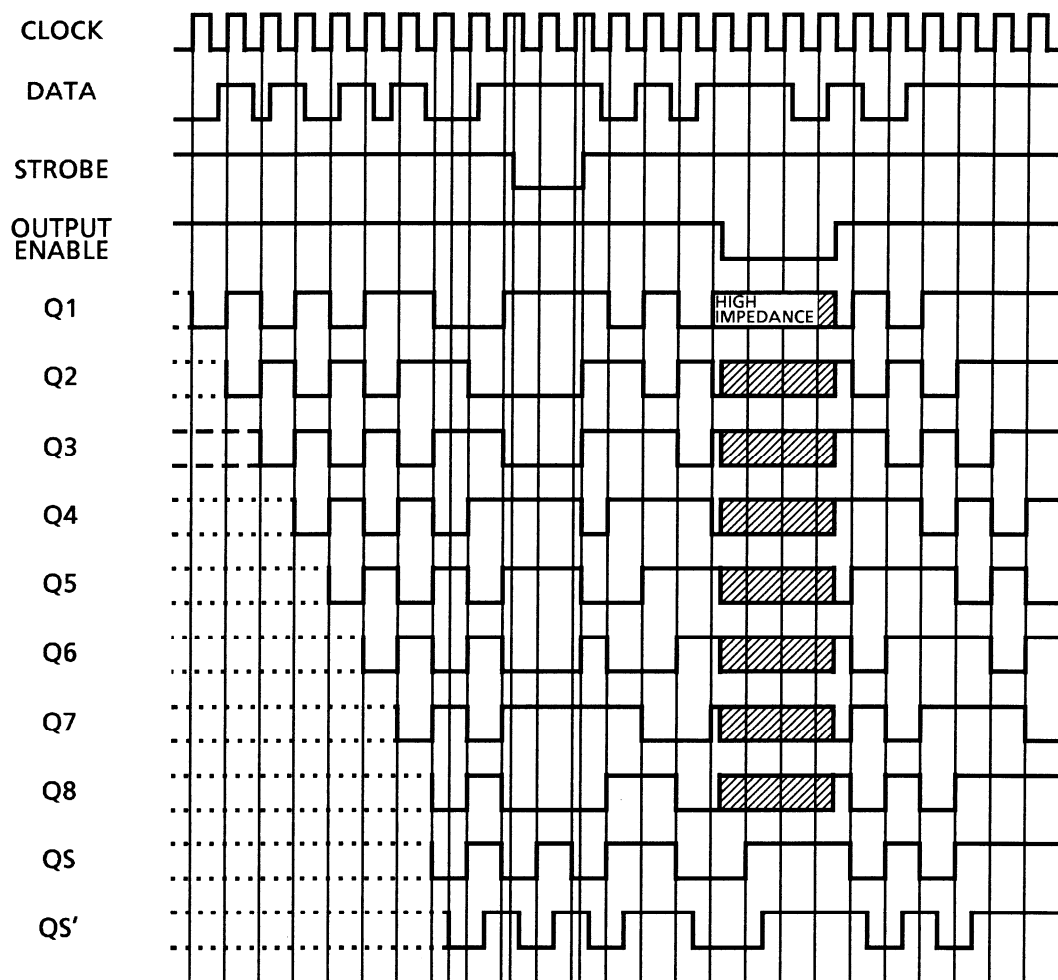 CLOCK
DATA
STROBE
OUTPUT
ENABLE
Q1
HIGH
IMPEDANCE
Q2
Q3
Q4
Q5
Q6
Q7
Q8
QS
QS′